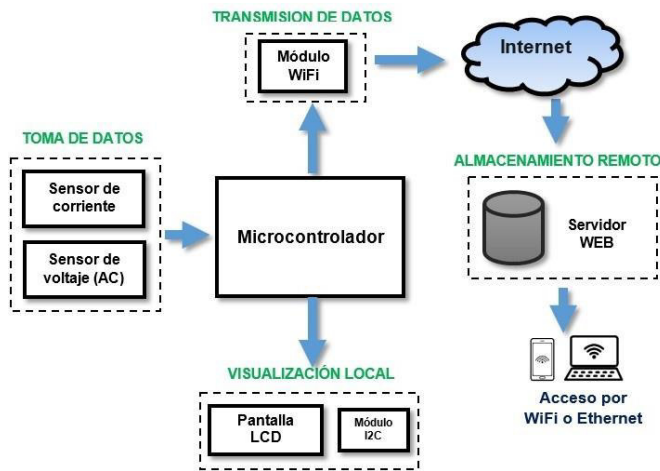 TRANSMISION DE DATOS
Módulo
WiFi
Internet
TOMA DE DATOS
Sensor de
corriente
Sensor de
voltaje (AC)
Microcontrolador
ALMACENAMIENTO REMOTO
Servidor
WEB
VISUALIZACIÓN LOCAL
Pantalla
LCD
Módulo
I2C
Acceso por
WiFi o Ethernet